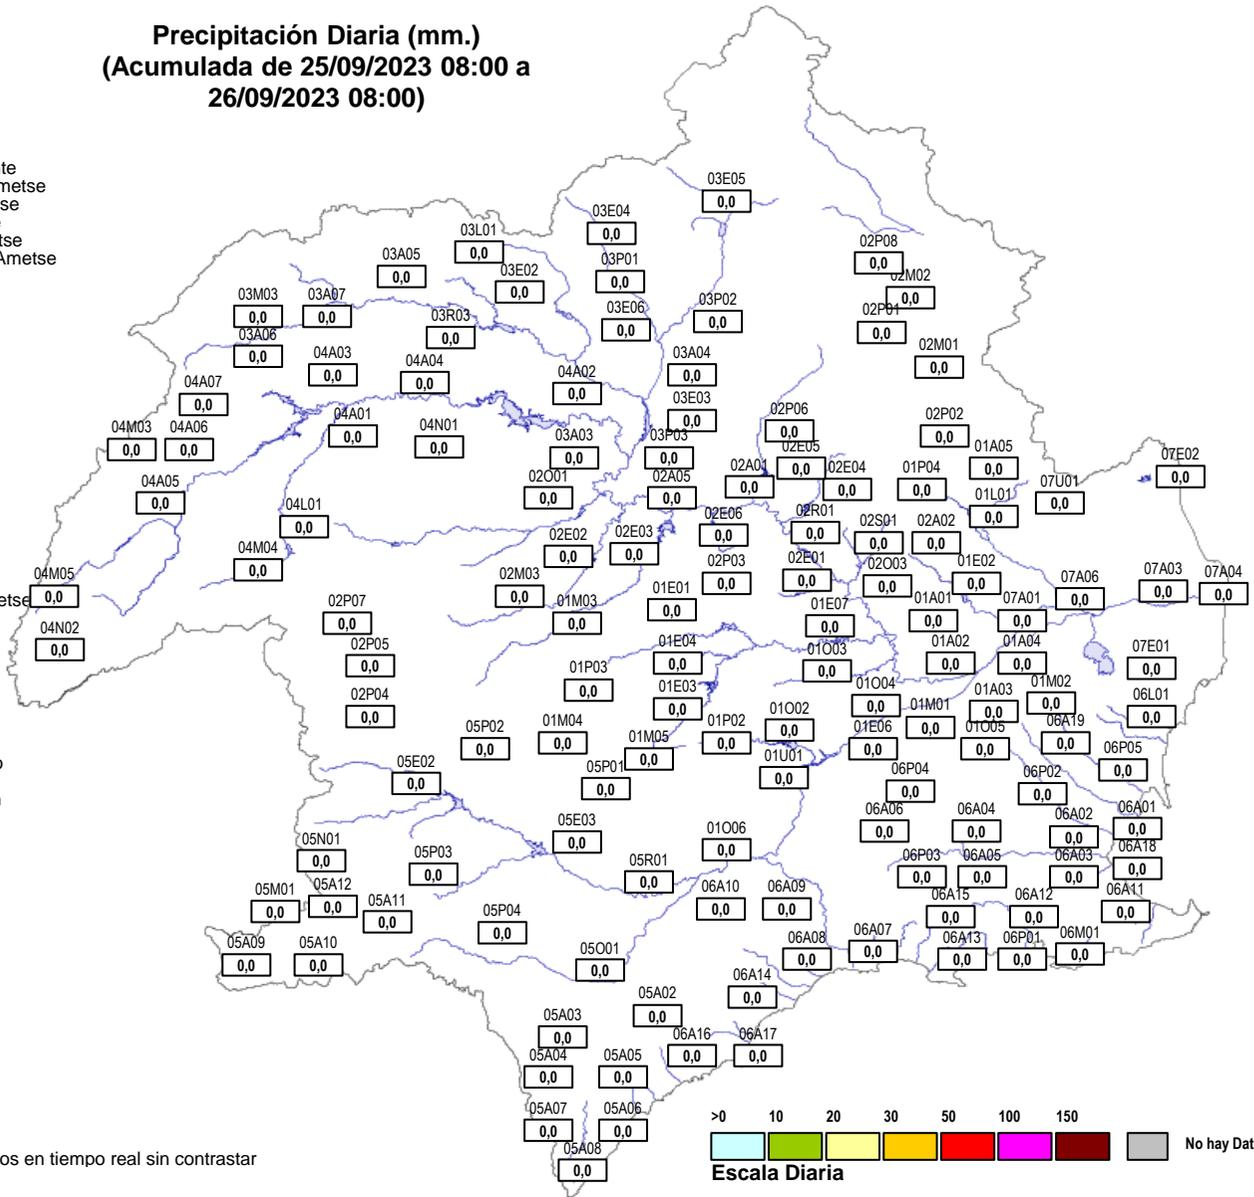 Precipitación Diaria (mm.)
(Acumulada de 25/09/2023 08:00 a
26/09/2023 08:00)
te
metse
se
tse
Ametse
03E05
0,0
03E04
0,0
03L01
0,0
03A05
0,0
03E02
0,0
03P01
0,0
02P08
0,0
02M02
0,0
03M03
0,0
03A07
0,0
03R03
0,0
03E06
0,0
03P02
0,0
02P01
0,0
03A06
0,0
04A03
0,0
04A04
0,0
04A02
0,0
03A04
0,0
02M01
0,0
04A07
0,0
03E03
0,0
04M03
0,0
04A06
0,0
04A01
0,0
04N01
0,0
03A03
0,0
03P03
0,0
02P06
0,0
02P02
0,0
02E05
0,0
01A05
0,0
07E02
0,0
04A05
0,0
02O01
0,0
02A05
0,0
02A01
0,0
02E04
0,0
01P04
0,0
07U01
0,0
04L01
0,0
01L01
0,0
02E06
0,0
02R01
0,0
02S01
0,0
02A02
0,0
02E02
0,0
02E03
0,0
04M04
0,0
02P03
0,0
02E01
0,0
02O03
0,0
01E02
0,0
04M05
0,0
etse
02M03
0,0
07A06
0,0
07A03
0,0
07A04
0,0
02P07
0,0
01M03
0,0
01E01
0,0
01E07
0,0
01A01
0,0
07A01
0,0
04N02
0,0
02P05
0,0
01E04
0,0
01O03
0,0
01A02
0,0
01A04
0,0
07E01
0,0
01P03
0,0
01E03
0,0
01O04
0,0
01A03
0,0
01M02
0,0
02P04
0,0
06L01
0,0
05P02
0,0
01M04
0,0
01M05
0,0
01P02
0,0
01O02
0,0
01E06
0,0
01M01
0,0
01O05
0,0
06A19
0,0
06P05
0,0
o
05E02
0,0
05P01
0,0
01U01
0,0
06P04
0,0
06P02
0,0
05E03
0,0
01O06
0,0
06A06
0,0
06A04
0,0
06A02
0,0
06A01
0,0
05N01
0,0
05P03
0,0
05R01
0,0
06P03
0,0
06A05
0,0
06A03
0,0
06A18
0,0
05M01
0,0
05A12
0,0
05A11
0,0
06A10
0,0
06A09
0,0
06A15
0,0
06A12
0,0
06A11
0,0
05P04
0,0
05A09
0,0
05A10
0,0
05O01
0,0
06A08
0,0
06A07
0,0
06A13
0,0
06P01
0,0
06M01
0,0
06A14
0,0
05A02
0,0
05A03
0,0
06A16
0,0
06A17
0,0
05A04
0,0
05A05
0,0
05A07
0,0
05A06
0,0
05A08
0,0
>0 10 20 30 50 100 150
No hay Dat
Escala Diaria
os en tiempo real sin contrastar